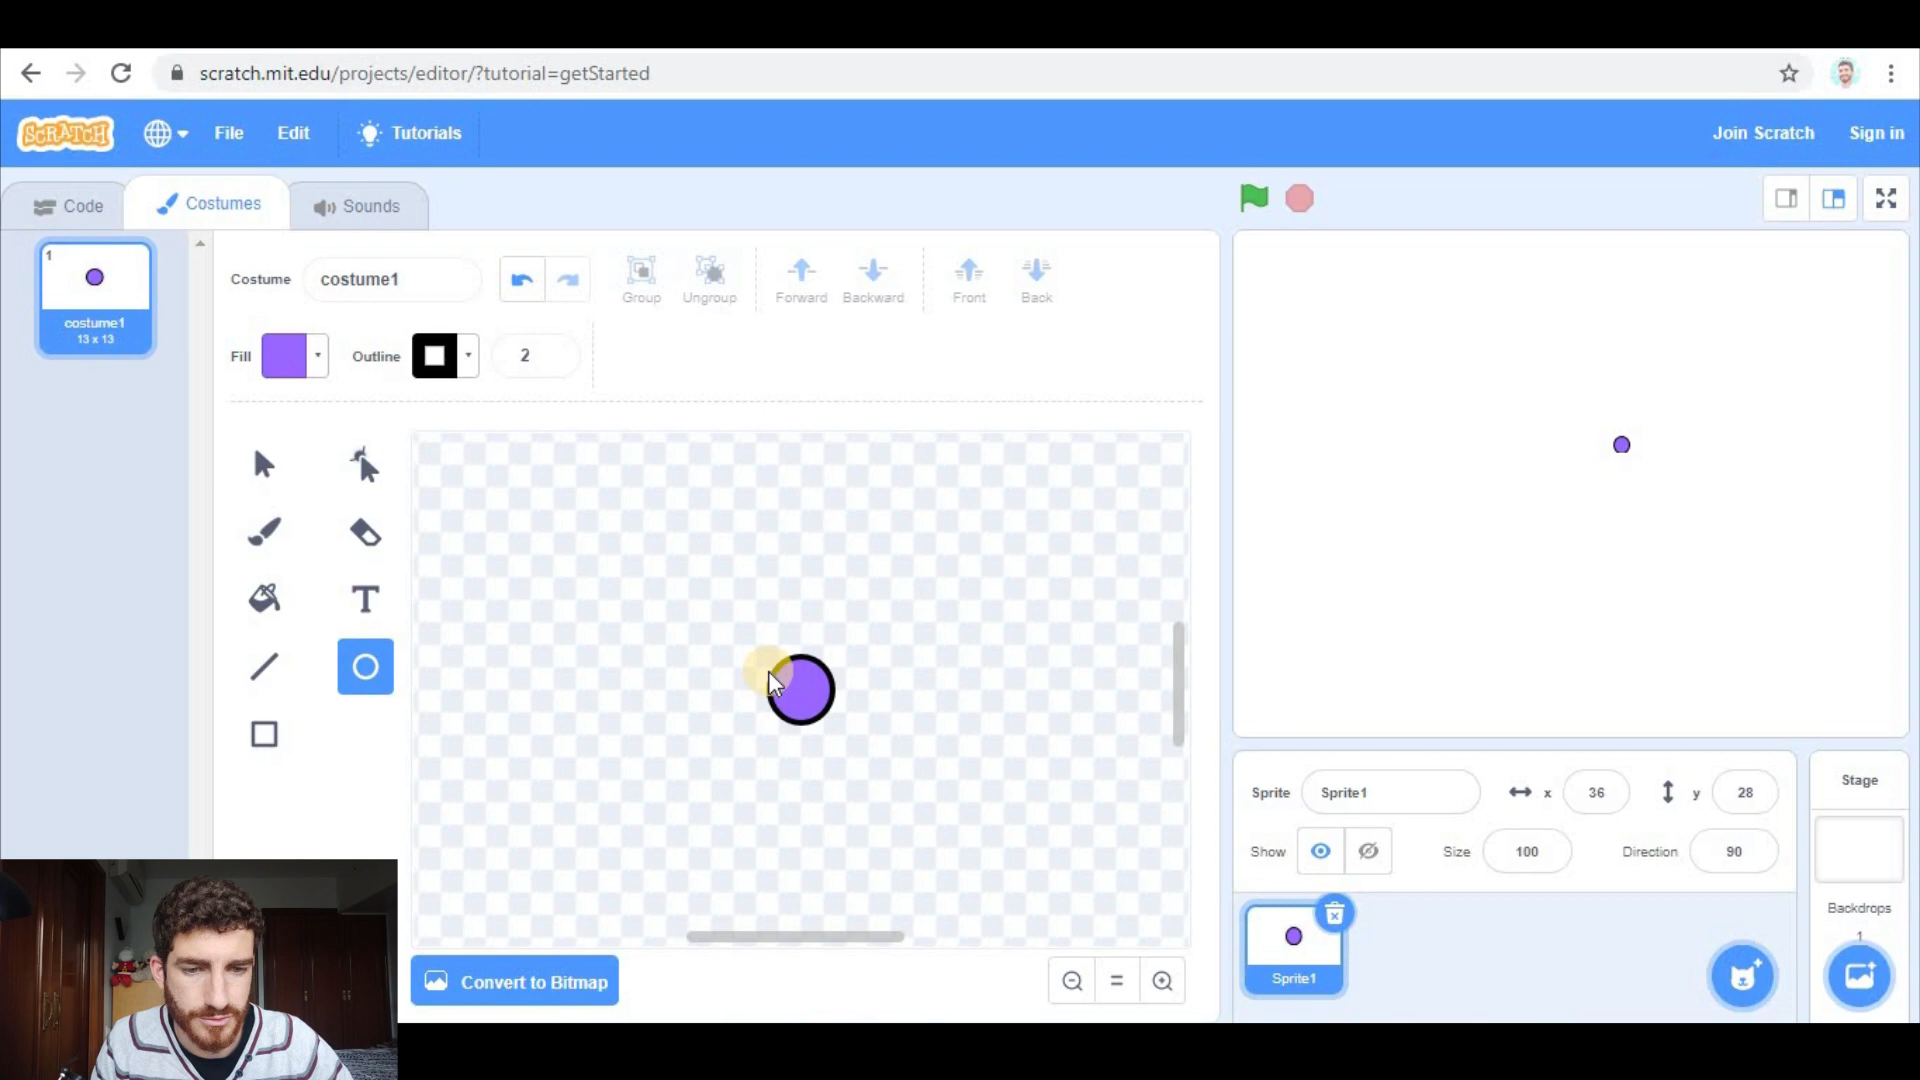 scratch.mit.edu/projects/editor/?tutorial=getStarted
SCRATCH File Edit Tutorials Join Scratch Sign in
Code Costumes Sounds
1
costume1
13 x 13
Costume costume1 Group Ungroup Forward Backward Front Back
Fill Outline 2
T
Convert to Bitmap
Sprite Sprite1 x 36 y 28
Show Size 100 Direction 90
Sprite1
Stage
Backdrops
1